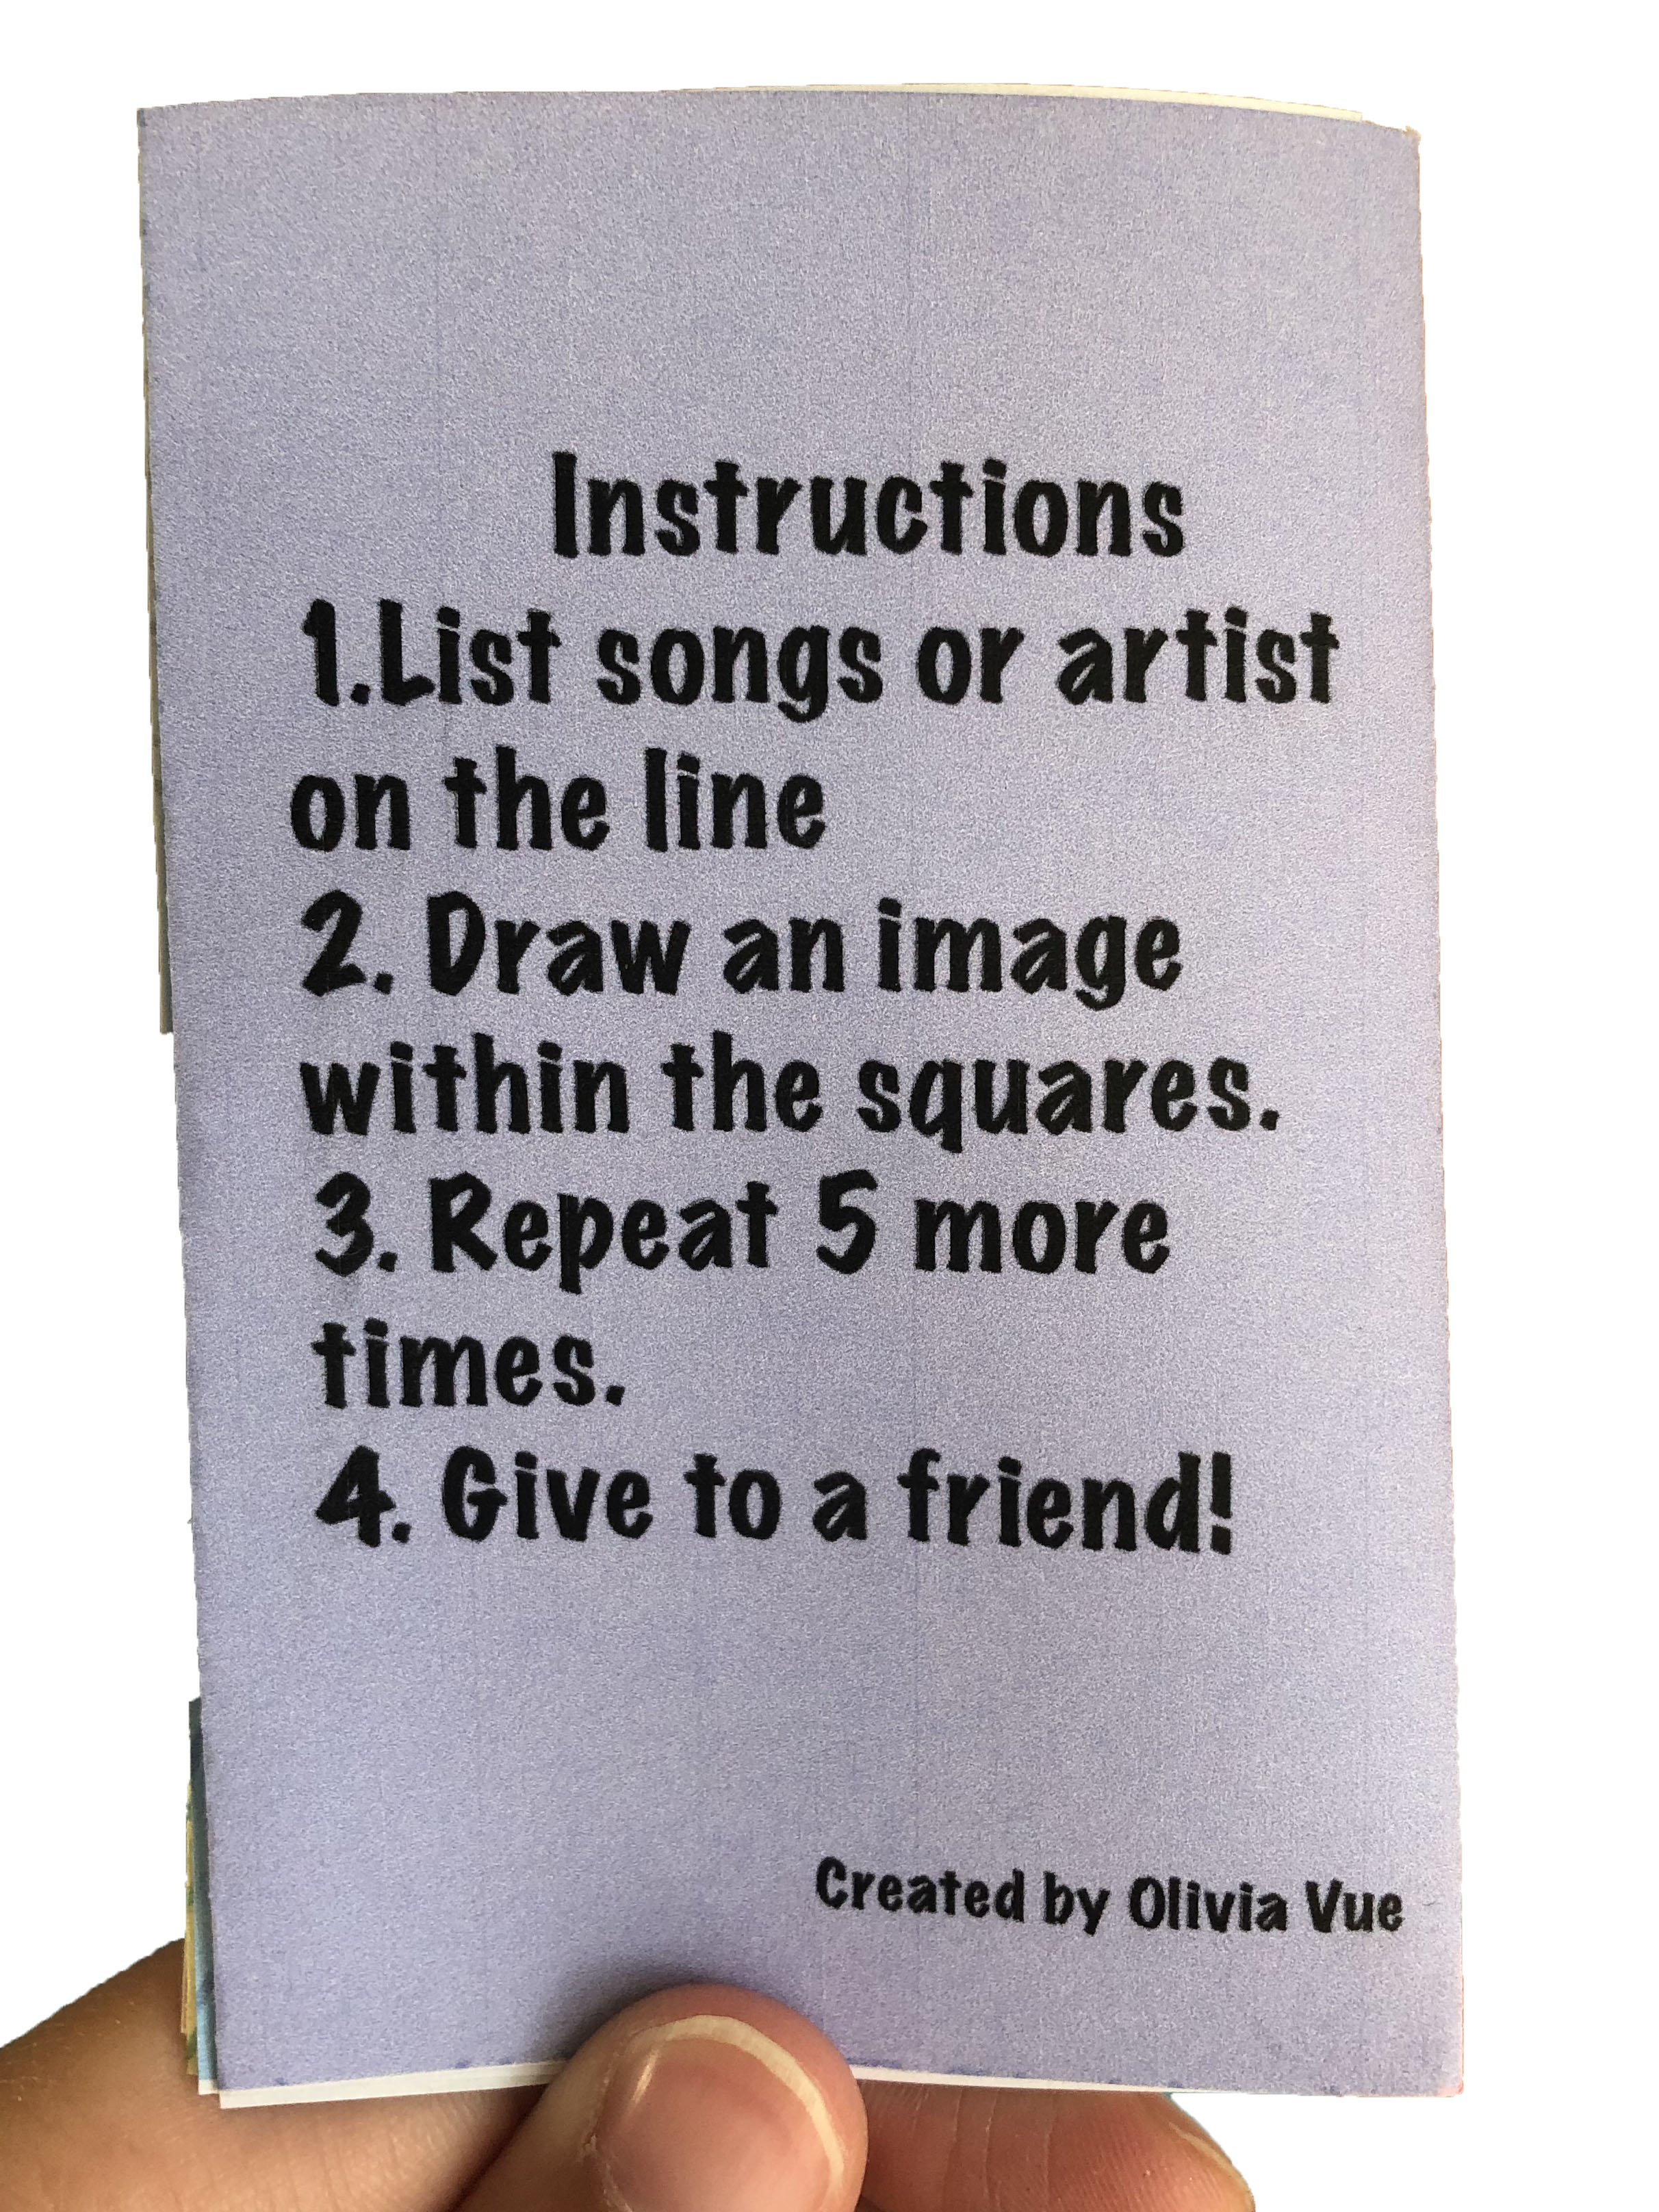 Instructions
1.List songs or artist
on the line
2. Draw an image
within the squares.
3. Repeat 5 more
times.
4. Give to a friend!
Created by Olivia Vue